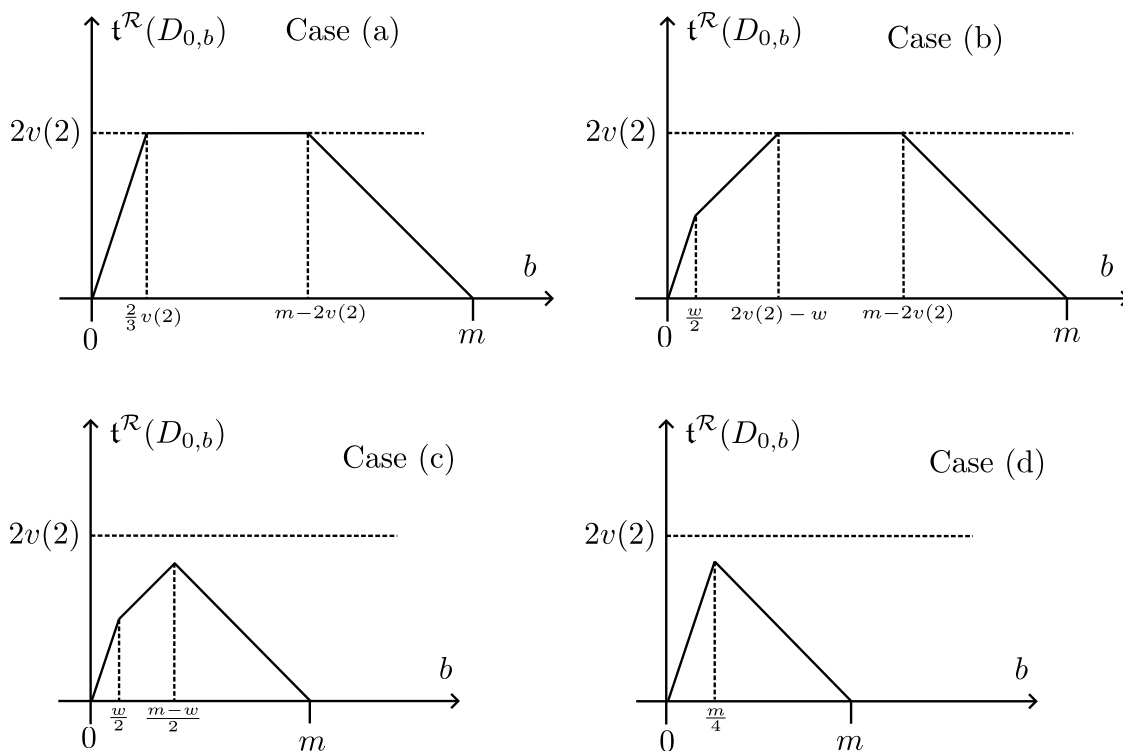 𝔱^ℛ(D_{0,b}) Case (a)
2v(2)
b
0 2/3 v(2) m−2v(2) m
𝔱^ℛ(D_{0,b}) Case (b)
2v(2)
b
0 w/2 2v(2) − w m−2v(2) m
𝔱^ℛ(D_{0,b}) Case (c)
2v(2)
b
0 w/2 m−w/2 m
𝔱^ℛ(D_{0,b}) Case (d)
2v(2)
b
0 m/4 m